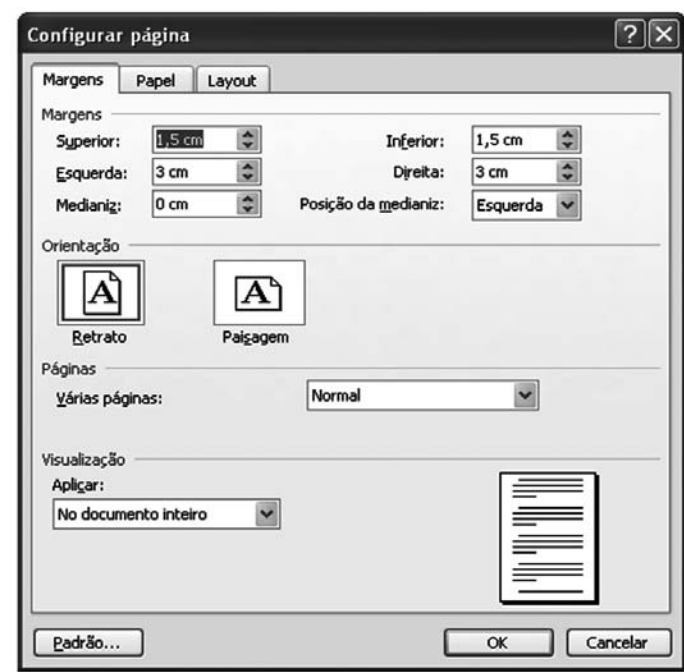 Configurar página
Margens Papel Layout
Margens
Superior: 1,5 cm Inferior: 1,5 cm
Esquerda: 3 cm Direita: 3 cm
Medianiz: 0 cm Posição da medianiz: Esquerda
Orientação
A A
Retrato Paisagem
Páginas
Várias páginas: Normal
Visualização
Aplicar:
No documento inteiro
Padrão... OK Cancelar